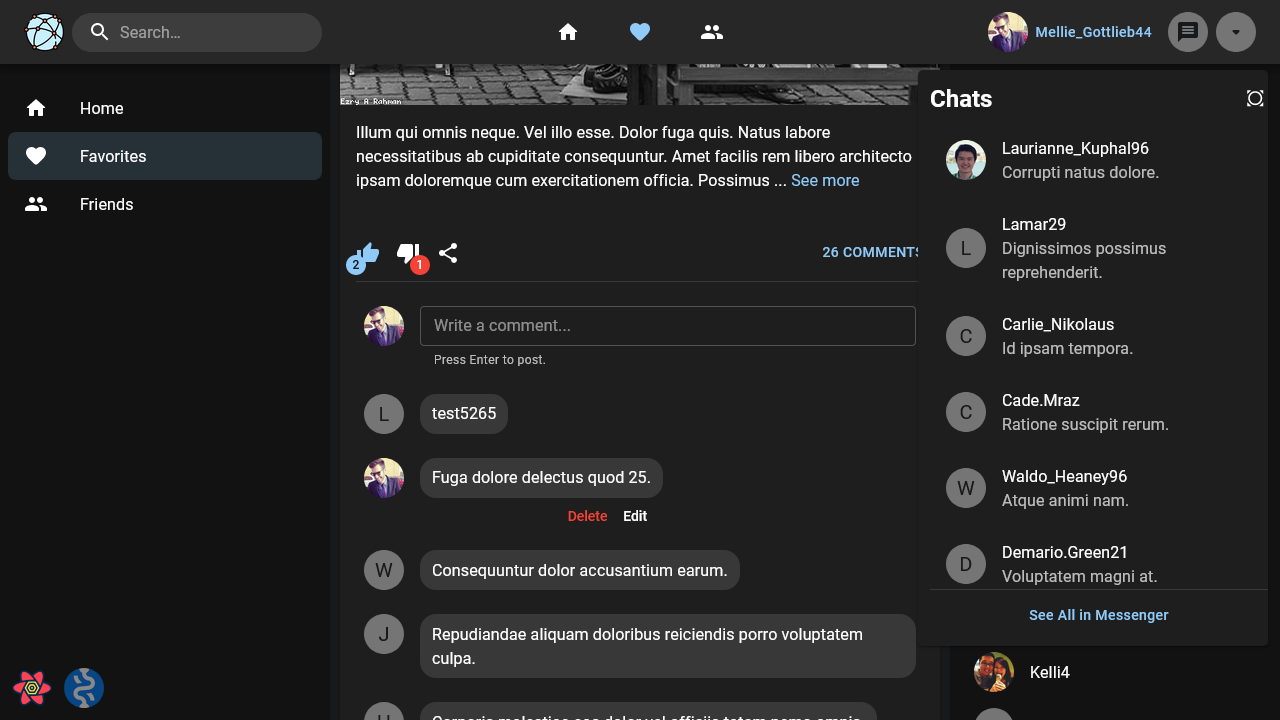 Search…
Mellie_Gottlieb44
Home
Favorites
Friends
Ezry A Rahman
Illum qui omnis neque. Vel illo esse. Dolor fuga quis. Natus labore
necessitatibus ab cupiditate consequuntur. Amet facilis rem libero architecto
ipsam doloremque cum exercitationem officia. Possimus ... See more
2
1
26 COMMENTS
Write a comment...
Press Enter to post.
L
test5265
Fuga dolore delectus quod 25.
Delete
Edit
W
Consequuntur dolor accusantium earum.
J
Repudiandae aliquam doloribus reiciendis porro voluptatem
culpa.
Chats
Laurianne_Kuphal96
Corrupti natus dolore.
L
Lamar29
Dignissimos possimus
reprehenderit.
C
Carlie_Nikolaus
Id ipsam tempora.
C
Cade.Mraz
Ratione suscipit rerum.
W
Waldo_Heaney96
Atque animi nam.
D
Demario.Green21
Voluptatem magni at.
See All in Messenger
Kelli4